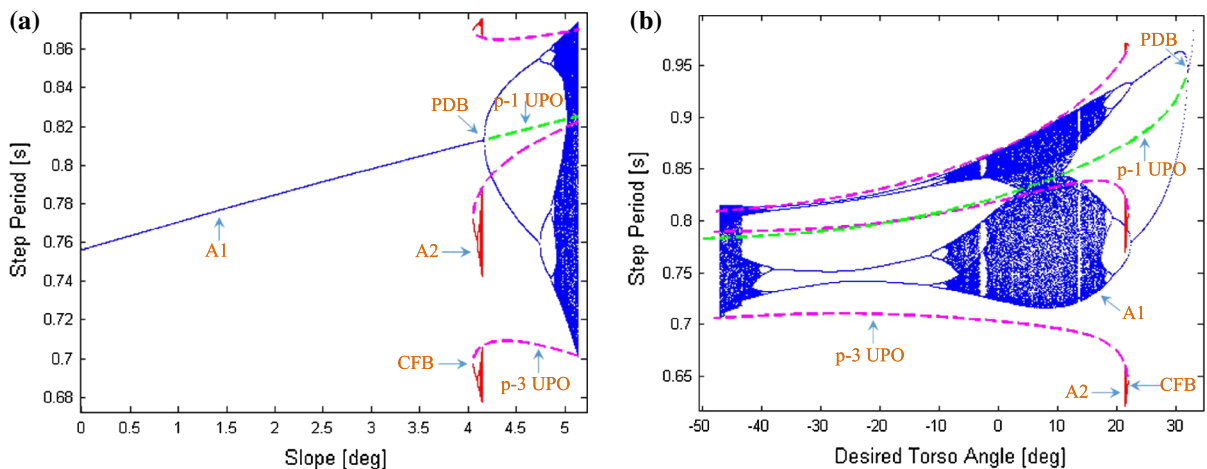 (a)
Step Period [s]
0.86
0.84
0.82
0.8
0.78
0.76
0.74
0.72
0.7
0.68
PDB
p-1 UPO
A1
A2
CFB
p-3 UPO
0 0.5 1 1.5 2 2.5 3 3.5 4 4.5 5
Slope [deg]
(b)
Step Period [s]
0.95
0.9
0.85
0.8
0.75
0.7
0.65
PDB
p-1 UPO
A1
p-3 UPO
A2
CFB
-50 -40 -30 -20 -10 0 10 20 30
Desired Torso Angle [deg]